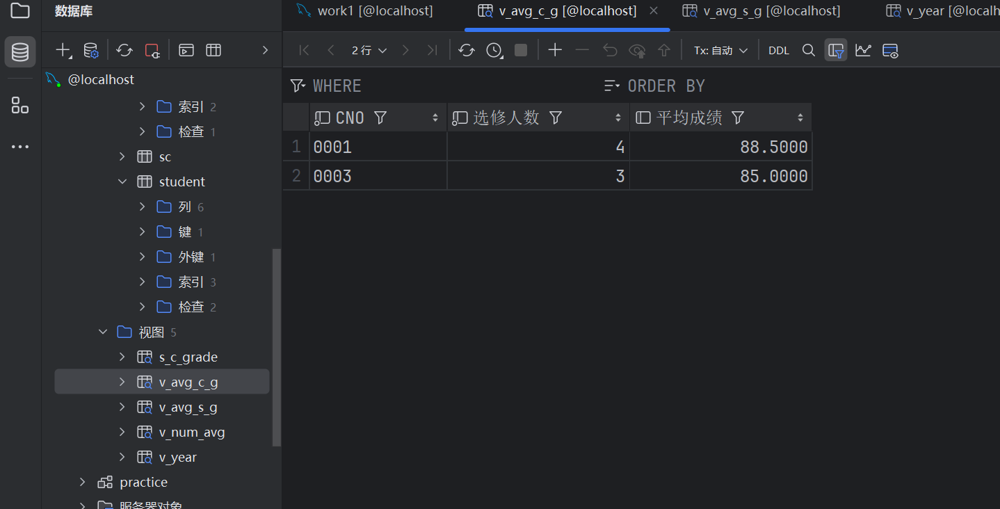 数据库
work1 [@localhost]
v_avg_c_g [@localhost]
v_avg_s_g [@localhost]
v_year [@localh
2 行
Tx: 自动
DDL
@localhost
WHERE
ORDER BY
索引 2
检查 1
sc
student
列 6
键 1
外键 1
索引 3
检查 2
视图 5
s_c_grade
v_avg_c_g
v_avg_s_g
v_num_avg
v_year
practice
服务器对象
CNO 选修人数 平均成绩
1 0001 4 88.5000
2 0003 3 85.0000